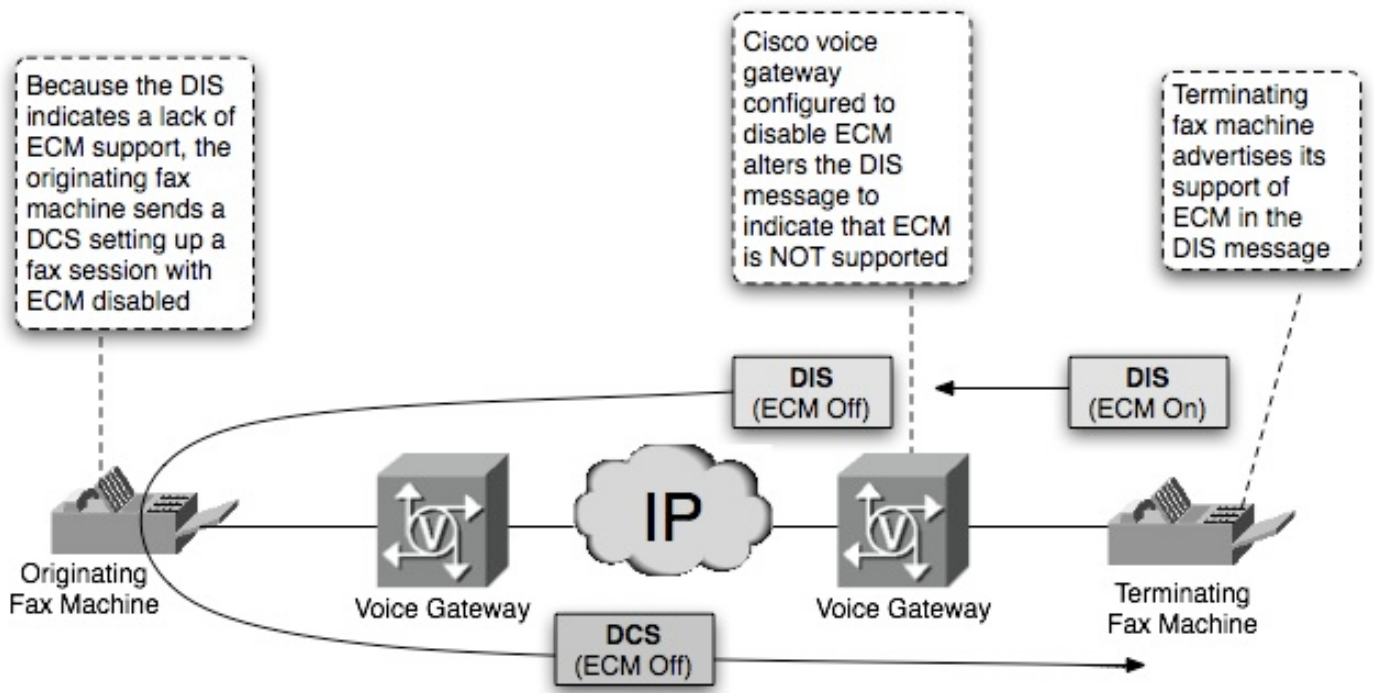 Because the DIS
indicates a lack of
ECM support, the
originating fax
machine sends a
DCS setting up a
fax session with
ECM disabled
Cisco voice
gateway
configured to
disable ECM
alters the DIS
message to
indicate that ECM
is NOT supported
Terminating
fax machine
advertises its
support of
ECM in the
DIS message
DIS
(ECM Off)
DIS
(ECM On)
IP
V
V
Originating
Fax Machine
Voice Gateway
Voice Gateway
Terminating
Fax Machine
DCS
(ECM Off)